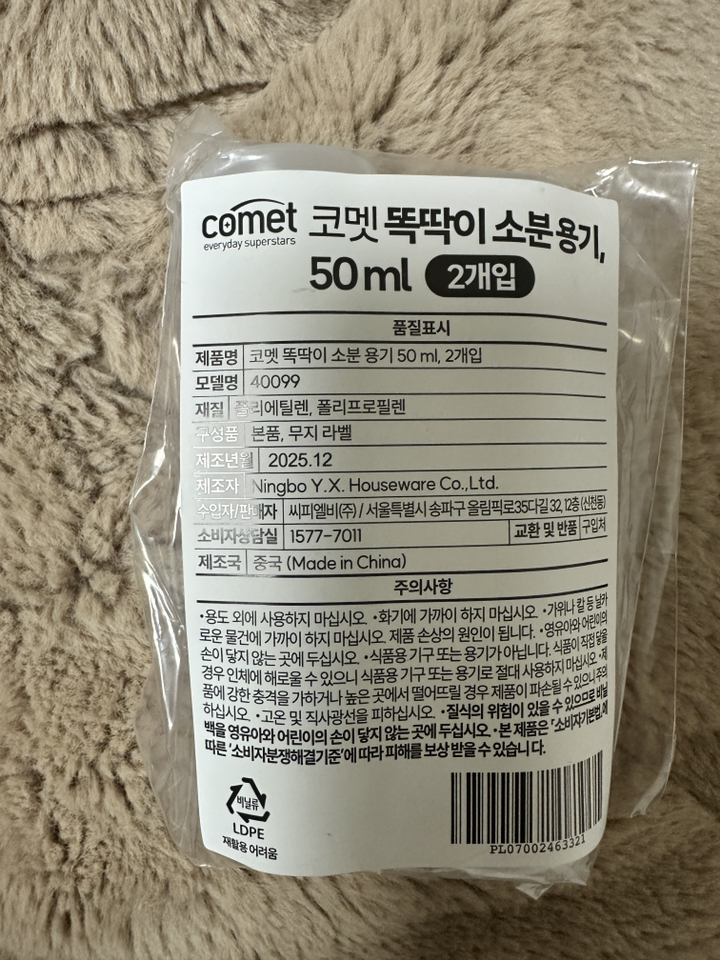 comet 코멧 똑딱이 소분 용기,
everyday superstars
50 ml 2개입
품질표시
제품명 코멧 똑딱이 소분 용기 50 ml, 2개입
모델명 40099
재질 폴리에틸렌, 폴리프로필렌
구성품 본품, 무지 라벨
제조년월 2025.12
제조자 Ningbo Y.X. Houseware Co.,Ltd.
수입자/판매자 씨피엘비(주) / 서울특별시 송파구 올림픽로35다길 32, 12층 (신천동)
소비자상담실 1577-7011 교환 및 반품 구입처
제조국 중국 (Made in China)
주의사항
•용도 외에 사용하지 마십시오. •화기에 가까이 하지 마십시오. •가위나 칼 등 날카
로운 물건에 가까이 하지 마십시오. 제품 손상의 원인이 됩니다. •영유아와 어린이의
손이 닿지 않는 곳에 두십시오. •식품용 기구 또는 용기가 아닙니다. 식품이 직접 닿을
경우 인체에 해로울 수 있으니 식품용 기구 또는 용기로 절대 사용하지 마십시오. •제
품에 강한 충격을 가하거나 높은 곳에서 떨어뜨릴 경우 제품이 파손될 수 있으니 주의
하십시오. •고온 및 직사광선을 피하십시오. •질식의 위험이 있을 수 있으므로 비닐
백을 영유아와 어린이의 손이 닿지 않는 곳에 두십시오. •본 제품은 「소비자기본법」에
따른 '소비자분쟁해결기준'에 따라 피해를 보상 받을 수 있습니다.
비닐류
LDPE
재활용 어려움
PL07002463321